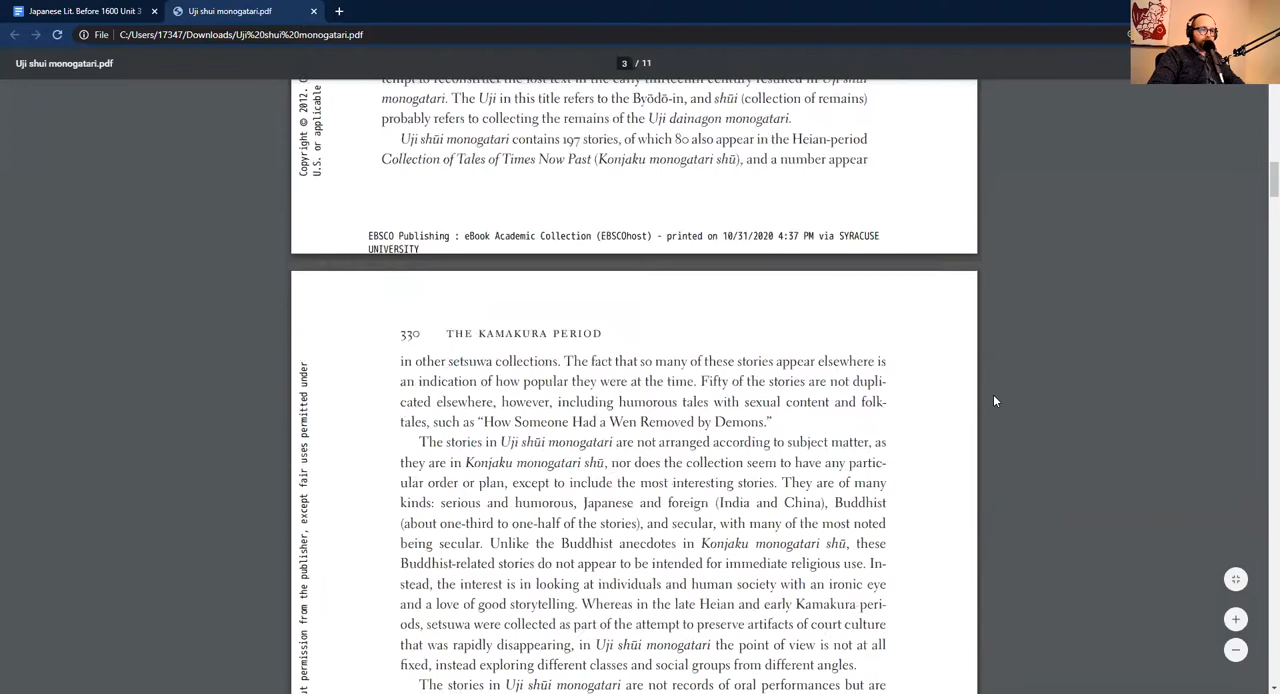 Japanese Lit. Before 1600 Unit 3
Uji shui monogatari.pdf
File
C:/Users/17347/Downloads/Uji%20shui%20monogatari.pdf
Uji shui monogatari.pdf
3 / 11
tempt to reconstruct the lost text in the early thirteenth century resulted in Uji shūi
monogatari. The Uji in this title refers to the Byōdō-in, and shūi (collection of remains)
probably refers to collecting the remains of the Uji dainagon monogatari.
Uji shūi monogatari contains 197 stories, of which 80 also appear in the Heian-period
Collection of Tales of Times Now Past (Konjaku monogatari shū), and a number appear
Copyright © 2012.
U.S. or applicable
EBSCO Publishing : eBook Academic Collection (EBSCOhost) - printed on 10/31/2020 4:37 PM via SYRACUSE
UNIVERSITY
330 THE KAMAKURA PERIOD
in other setsuwa collections. The fact that so many of these stories appear elsewhere is
an indication of how popular they were at the time. Fifty of the stories are not dupli-
cated elsewhere, however, including humorous tales with sexual content and folk-
tales, such as “How Someone Had a Wen Removed by Demons.”
The stories in Uji shūi monogatari are not arranged according to subject matter, as
they are in Konjaku monogatari shū, nor does the collection seem to have any partic-
ular order or plan, except to include the most interesting stories. They are of many
kinds: serious and humorous, Japanese and foreign (India and China), Buddhist
(about one-third to one-half of the stories), and secular, with many of the most noted
being secular. Unlike the Buddhist anecdotes in Konjaku monogatari shū, these
Buddhist-related stories do not appear to be intended for immediate religious use. In-
stead, the interest is in looking at individuals and human society with an ironic eye
and a love of good storytelling. Whereas in the late Heian and early Kamakura peri-
ods, setsuwa were collected as part of the attempt to preserve artifacts of court culture
that was rapidly disappearing, in Uji shūi monogatari the point of view is not at all
fixed, instead exploring different classes and social groups from different angles.
The stories in Uji shūi monogatari are not records of oral performances but are
ut permission from the publisher, except fair uses permitted under